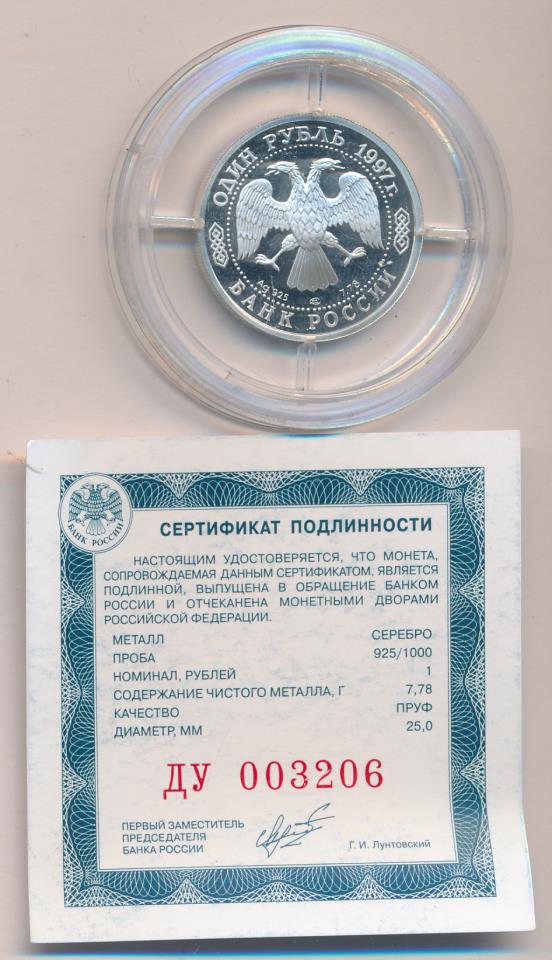 ОДИН РУБЛЬ 1997г.
Ag 925 7,78
БАНК РОССИИ
БАНК РОССИИ
СЕРТИФИКАТ ПОДЛИННОСТИ
НАСТОЯЩИМ УДОСТОВЕРЯЕТСЯ, ЧТО МОНЕТА,
СОПРОВОЖДАЕМАЯ ДАННЫМ СЕРТИФИКАТОМ, ЯВЛЯЕТСЯ
ПОДЛИННОЙ, ВЫПУЩЕНА В ОБРАЩЕНИЕ БАНКОМ
РОССИИ И ОТЧЕКАНЕНА МОНЕТНЫМИ ДВОРАМИ
РОССИЙСКОЙ ФЕДЕРАЦИИ.
МЕТАЛЛ СЕРЕБРО
ПРОБА 925/1000
НОМИНАЛ, РУБЛЕЙ 1
СОДЕРЖАНИЕ ЧИСТОГО МЕТАЛЛА, Г 7,78
КАЧЕСТВО ПРУФ
ДИАМЕТР, ММ 25,0
ДУ 003206
ПЕРВЫЙ ЗАМЕСТИТЕЛЬ
ПРЕДСЕДАТЕЛЯ
БАНКА РОССИИ
Г. И. Лунтовский